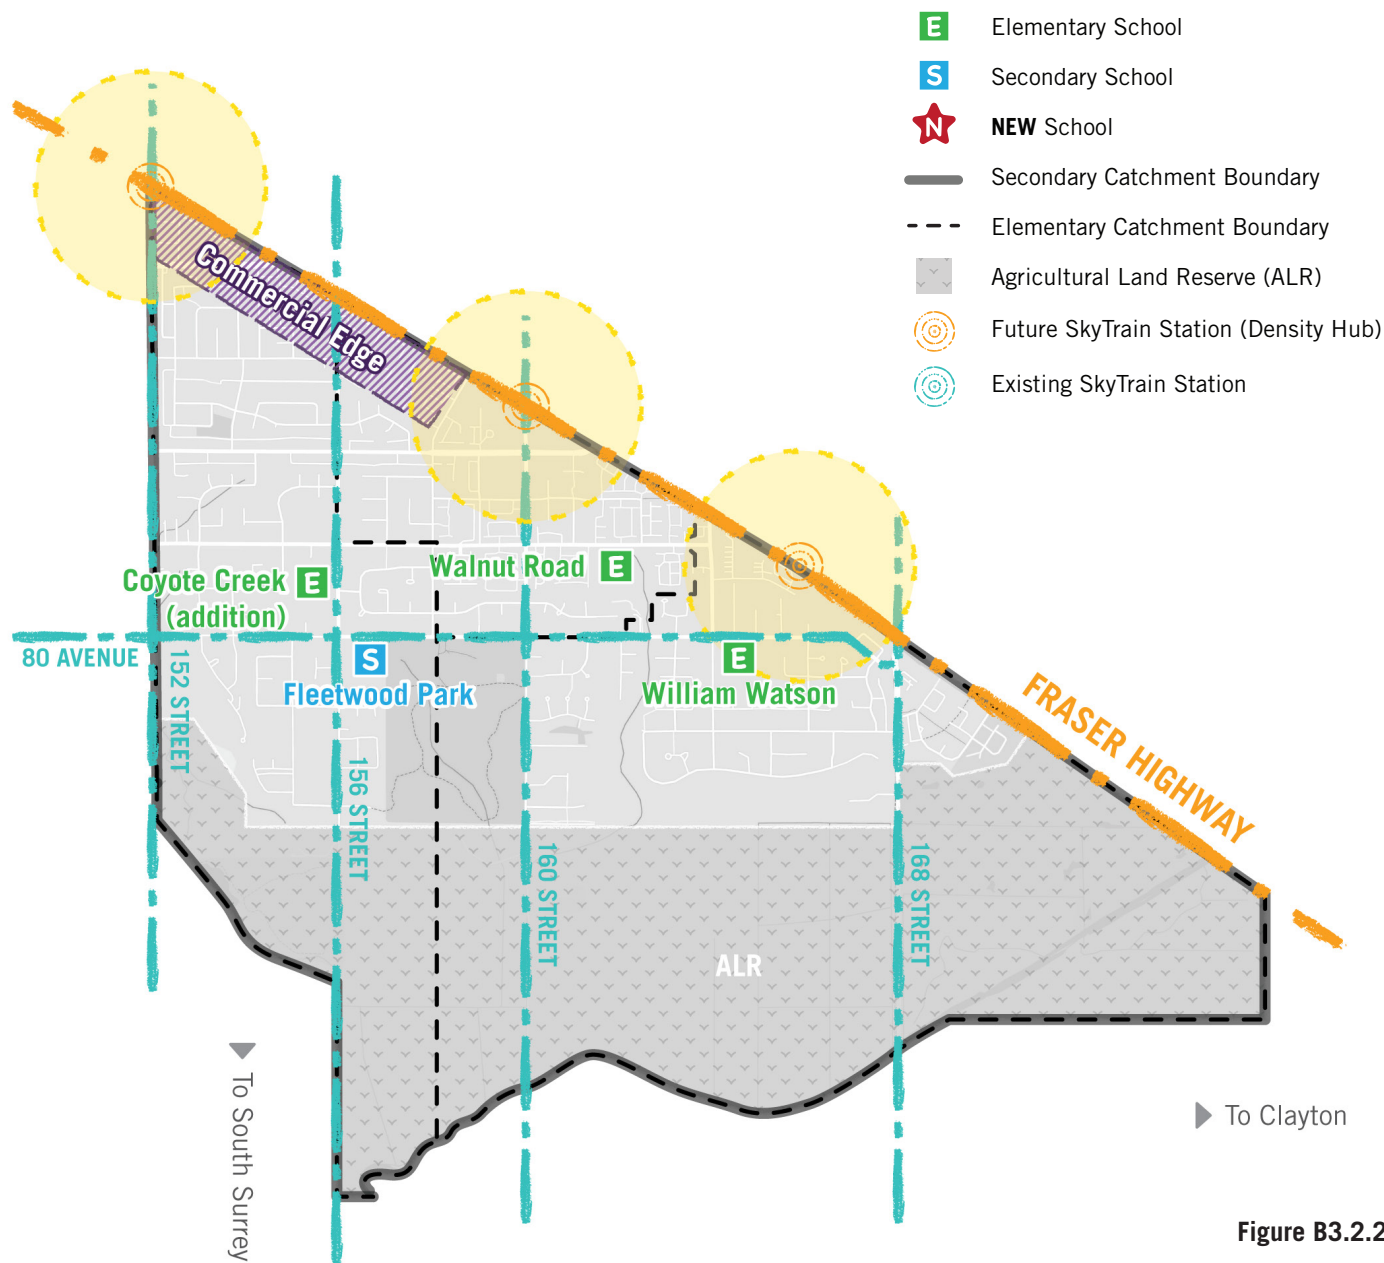 E Elementary School
S Secondary School
N NEW School
Secondary Catchment Boundary
Elementary Catchment Boundary
Agricultural Land Reserve (ALR)
Future SkyTrain Station (Density Hub)
Existing SkyTrain Station
Commercial Edge
Coyote Creek E
(addition)
Walnut Road E
80 AVENUE
S
Fleetwood Park
E
William Watson
152 STREET
156 STREET
160 STREET
168 STREET
FRASER HIGHWAY
ALR
To South Surrey
To Clayton
Figure B3.2.2